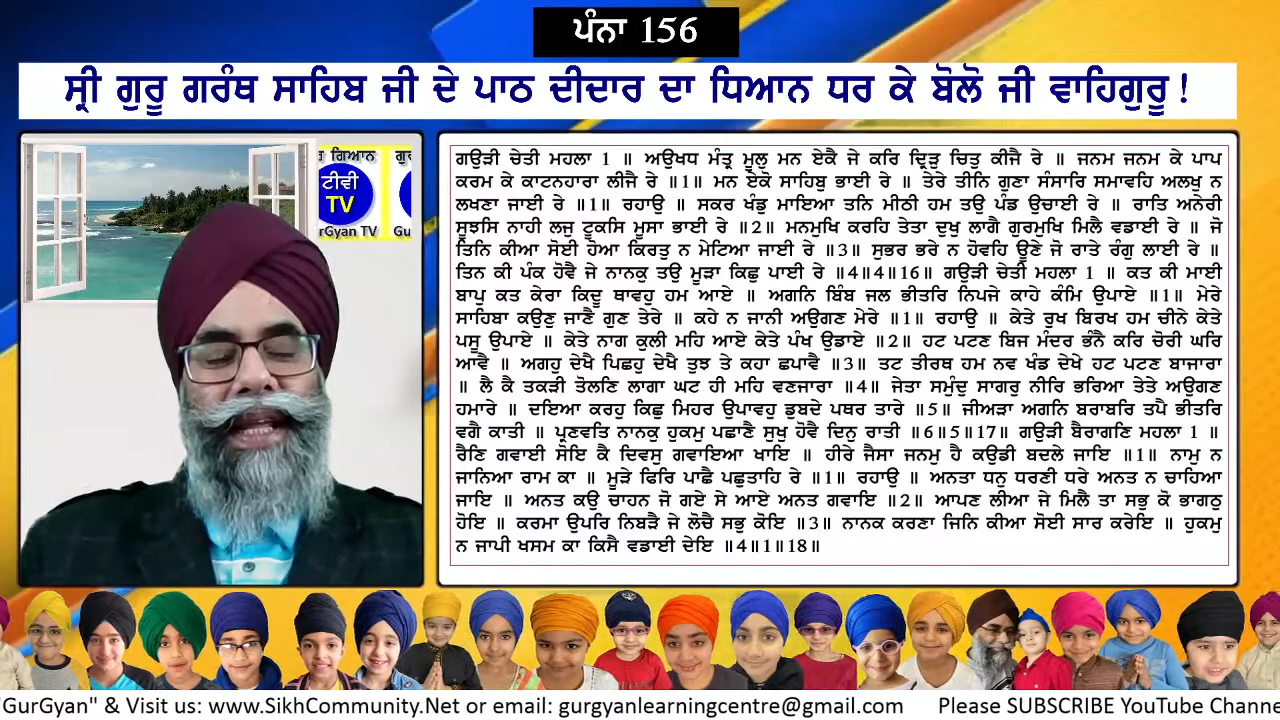 ਪੰਨਾ 156
ਸ੍ਰੀ ਗੁਰੂ ਗਰੰਥ ਸਾਹਿਬ ਜੀ ਦੇ ਪਾਠ ਦੀਦਾਰ ਦਾ ਧਿਆਨ ਧਰ ਕੇ ਬੋਲੋ ਜੀ ਵਾਹਿਗੁਰੂ!
ਗਿਆਨ
ਟੀਵੀ
TV
urGyan TV
ਗੁਰ
Gu
ਗਉੜੀ ਚੇਤੀ ਮਹਲਾ 1 ॥ ਅਉਖਧ ਮੰਤ੍ਰ ਮੂਲੁ ਮਨ ਏਕੈ ਜੇ ਕਰਿ ਦ੍ਰਿੜੁ ਚਿਤੁ ਕੀਜੈ ਰੇ ॥ ਜਨਮ ਜਨਮ ਕੇ ਪਾਪ
ਕਰਮ ਕੇ ਕਾਟਨਹਾਰਾ ਲੀਜੈ ਰੇ ॥1॥ ਮਨ ਏਕੋ ਸਾਹਿਬੁ ਭਾਈ ਰੇ ॥ ਤੇਰੇ ਤੀਨਿ ਗੁਣਾ ਸੰਸਾਰਿ ਸਮਾਵਹਿ ਅਲਖੁ ਨ
ਲਖਣਾ ਜਾਈ ਰੇ ॥1॥ ਰਹਾਉ ॥ ਸਕਰ ਖੰਡੁ ਮਾਇਆ ਤਨਿ ਮੀਠੀ ਹਮ ਤਉ ਪੰਡ ਉਚਾਈ ਰੇ ॥ ਰਾਤਿ ਅਨੇਰੀ
ਸੂਝਸਿ ਨਾਹੀ ਲਜੁ ਟੂਕਸਿ ਮੂਸਾ ਭਾਈ ਰੇ ॥2॥ ਮਨਮੁਖਿ ਕਰਹਿ ਤੇਤਾ ਦੁਖੁ ਲਾਗੈ ਗੁਰਮੁਖਿ ਮਿਲੈ ਵਡਾਈ ਰੇ ॥ ਜੋ
ਤਿਨਿ ਕੀਆ ਸੋਈ ਹੋਆ ਕਿਰਤੁ ਨ ਮੇਟਿਆ ਜਾਈ ਰੇ ॥3॥ ਸੁਭਰ ਭਰੇ ਨ ਹੋਵਹਿ ਊਣੇ ਜੋ ਰਾਤੇ ਰੰਗੁ ਲਾਈ ਰੇ ॥
ਤਿਨ ਕੀ ਪੰਕ ਹੋਵੈ ਜੇ ਨਾਨਕੁ ਤਉ ਮੂੜਾ ਕਿਛੁ ਪਾਈ ਰੇ ॥4॥4॥16॥ ਗਉੜੀ ਚੇਤੀ ਮਹਲਾ 1 ॥ ਕਤ ਕੀ ਮਾਈ
ਬਾਪੁ ਕਤ ਕੇਰਾ ਕਿਦੂ ਥਾਵਹੁ ਹਮ ਆਏ ॥ ਅਗਨਿ ਬਿੰਬ ਜਲ ਭੀਤਰਿ ਨਿਪਜੇ ਕਾਹੇ ਕੰਮਿ ਉਪਾਏ ॥1॥ ਮੇਰੇ
ਸਾਹਿਬਾ ਕਉਣੁ ਜਾਣੈ ਗੁਣ ਤੇਰੇ ॥ ਕਹੇ ਨ ਜਾਨੀ ਅਉਗਣ ਮੇਰੇ ॥1॥ ਰਹਾਉ ॥ ਕੇਤੇ ਰੁਖ ਬਿਰਖ ਹਮ ਚੀਨੇ ਕੇਤੇ
ਪਸੂ ਉਪਾਏ ॥ ਕੇਤੇ ਨਾਗ ਕੁਲੀ ਮਹਿ ਆਏ ਕੇਤੇ ਪੰਖ ਉਡਾਏ ॥2॥ ਹਟ ਪਟਣ ਬਿਜ ਮੰਦਰ ਭੰਨੈ ਕਰਿ ਚੋਰੀ ਘਰਿ
ਆਵੈ ॥ ਅਗਹੁ ਦੇਖੈ ਪਿਛਹੁ ਦੇਖੈ ਤੁਝ ਤੇ ਕਹਾ ਛਪਾਵੈ ॥3॥ ਤਟ ਤੀਰਥ ਹਮ ਨਵ ਖੰਡ ਦੇਖੇ ਹਟ ਪਟਣ ਬਾਜਾਰਾ
॥ ਲੈ ਕੈ ਤਕੜੀ ਤੋਲਣਿ ਲਾਗਾ ਘਟ ਹੀ ਮਹਿ ਵਣਜਾਰਾ ॥4॥ ਜੇਤਾ ਸਮੁੰਦੁ ਸਾਗਰੁ ਨੀਰਿ ਭਰਿਆ ਤੇਤੇ ਅਉਗਣ
ਹਮਾਰੇ ॥ ਦਇਆ ਕਰਹੁ ਕਿਛੁ ਮਿਹਰ ਉਪਾਵਹੁ ਡੁਬਦੇ ਪਥਰ ਤਾਰੇ ॥5॥ ਜੀਅੜਾ ਅਗਨਿ ਬਰਾਬਰਿ ਤਪੈ ਭੀਤਰਿ
ਵਗੈ ਕਾਤੀ ॥ ਪ੍ਰਣਵਤਿ ਨਾਨਕੁ ਹੁਕਮੁ ਪਛਾਣੈ ਸੁਖੁ ਹੋਵੈ ਦਿਨੁ ਰਾਤੀ ॥6॥5॥17॥ ਗਉੜੀ ਬੈਰਾਗਣਿ ਮਹਲਾ 1 ॥
ਰੈਣਿ ਗਵਾਈ ਸੋਇ ਕੈ ਦਿਵਸੁ ਗਵਾਇਆ ਖਾਇ ॥ ਹੀਰੇ ਜੈਸਾ ਜਨਮੁ ਹੈ ਕਉਡੀ ਬਦਲੇ ਜਾਇ ॥1॥ ਨਾਮੁ ਨ
ਜਾਨਿਆ ਰਾਮ ਕਾ ॥ ਮੂੜੇ ਫਿਰਿ ਪਾਛੈ ਪਛੁਤਾਹਿ ਰੇ ॥1॥ ਰਹਾਉ ॥ ਅਨਤਾ ਧਨੁ ਧਰਣੀ ਧਰੇ ਅਨਤ ਨ ਚਾਹਿਆ
ਜਾਇ ॥ ਅਨਤ ਕਉ ਚਾਹਨ ਜੋ ਗਏ ਸੇ ਆਏ ਅਨਤ ਗਵਾਇ ॥2॥ ਆਪਣ ਲੀਆ ਜੇ ਮਿਲੈ ਤਾ ਸਭੁ ਕੋ ਭਾਗਠੁ
ਹੋਇ ॥ ਕਰਮਾ ਉਪਰਿ ਨਿਬੜੈ ਜੇ ਲੋਚੈ ਸਭੁ ਕੋਇ ॥3॥ ਨਾਨਕ ਕਰਣਾ ਜਿਨਿ ਕੀਆ ਸੋਈ ਸਾਰ ਕਰੇਇ ॥ ਹੁਕਮੁ
ਨ ਜਾਪੀ ਖਸਮ ਕਾ ਕਿਸੈ ਵਡਾਈ ਦੇਇ ॥4॥1॥18॥
"GurGyan" & Visit us: www.SikhCommunity.Net or email: gurgyanlearningcentre@gmail.com Please SUBSCRIBE YouTube Channe